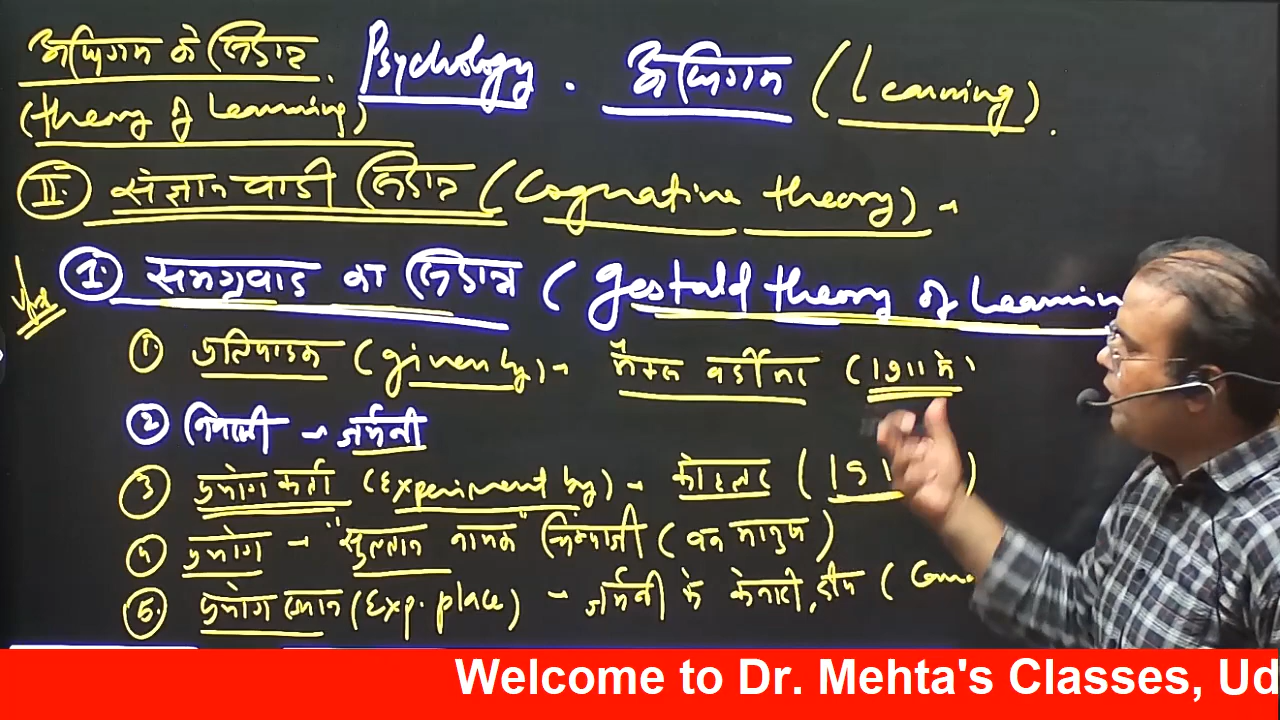 अधिगम के सिद्धान्त Psychology . अधिगम (Learning).
(theory of Learning)
II. संज्ञानवादी सिद्धान्त (Cognative theory) →
1. समग्रवाद का सिद्धान्त (gestald theory of Learnin
① प्रतिपादक (given by) → मैक्स वर्दीमर (1911 में)
② निवासी → जर्मनी
③ प्रयोगकर्ता (Experiment by) → कोहलर (
④ प्रयोग → "सुल्तान नामक" चिम्पांजी (वन मानुष)
⑤ प्रयोग स्थान (Exp. place) → जर्मनी के केनारी द्वीप (
Welcome to Dr. Mehta's Classes, Ud